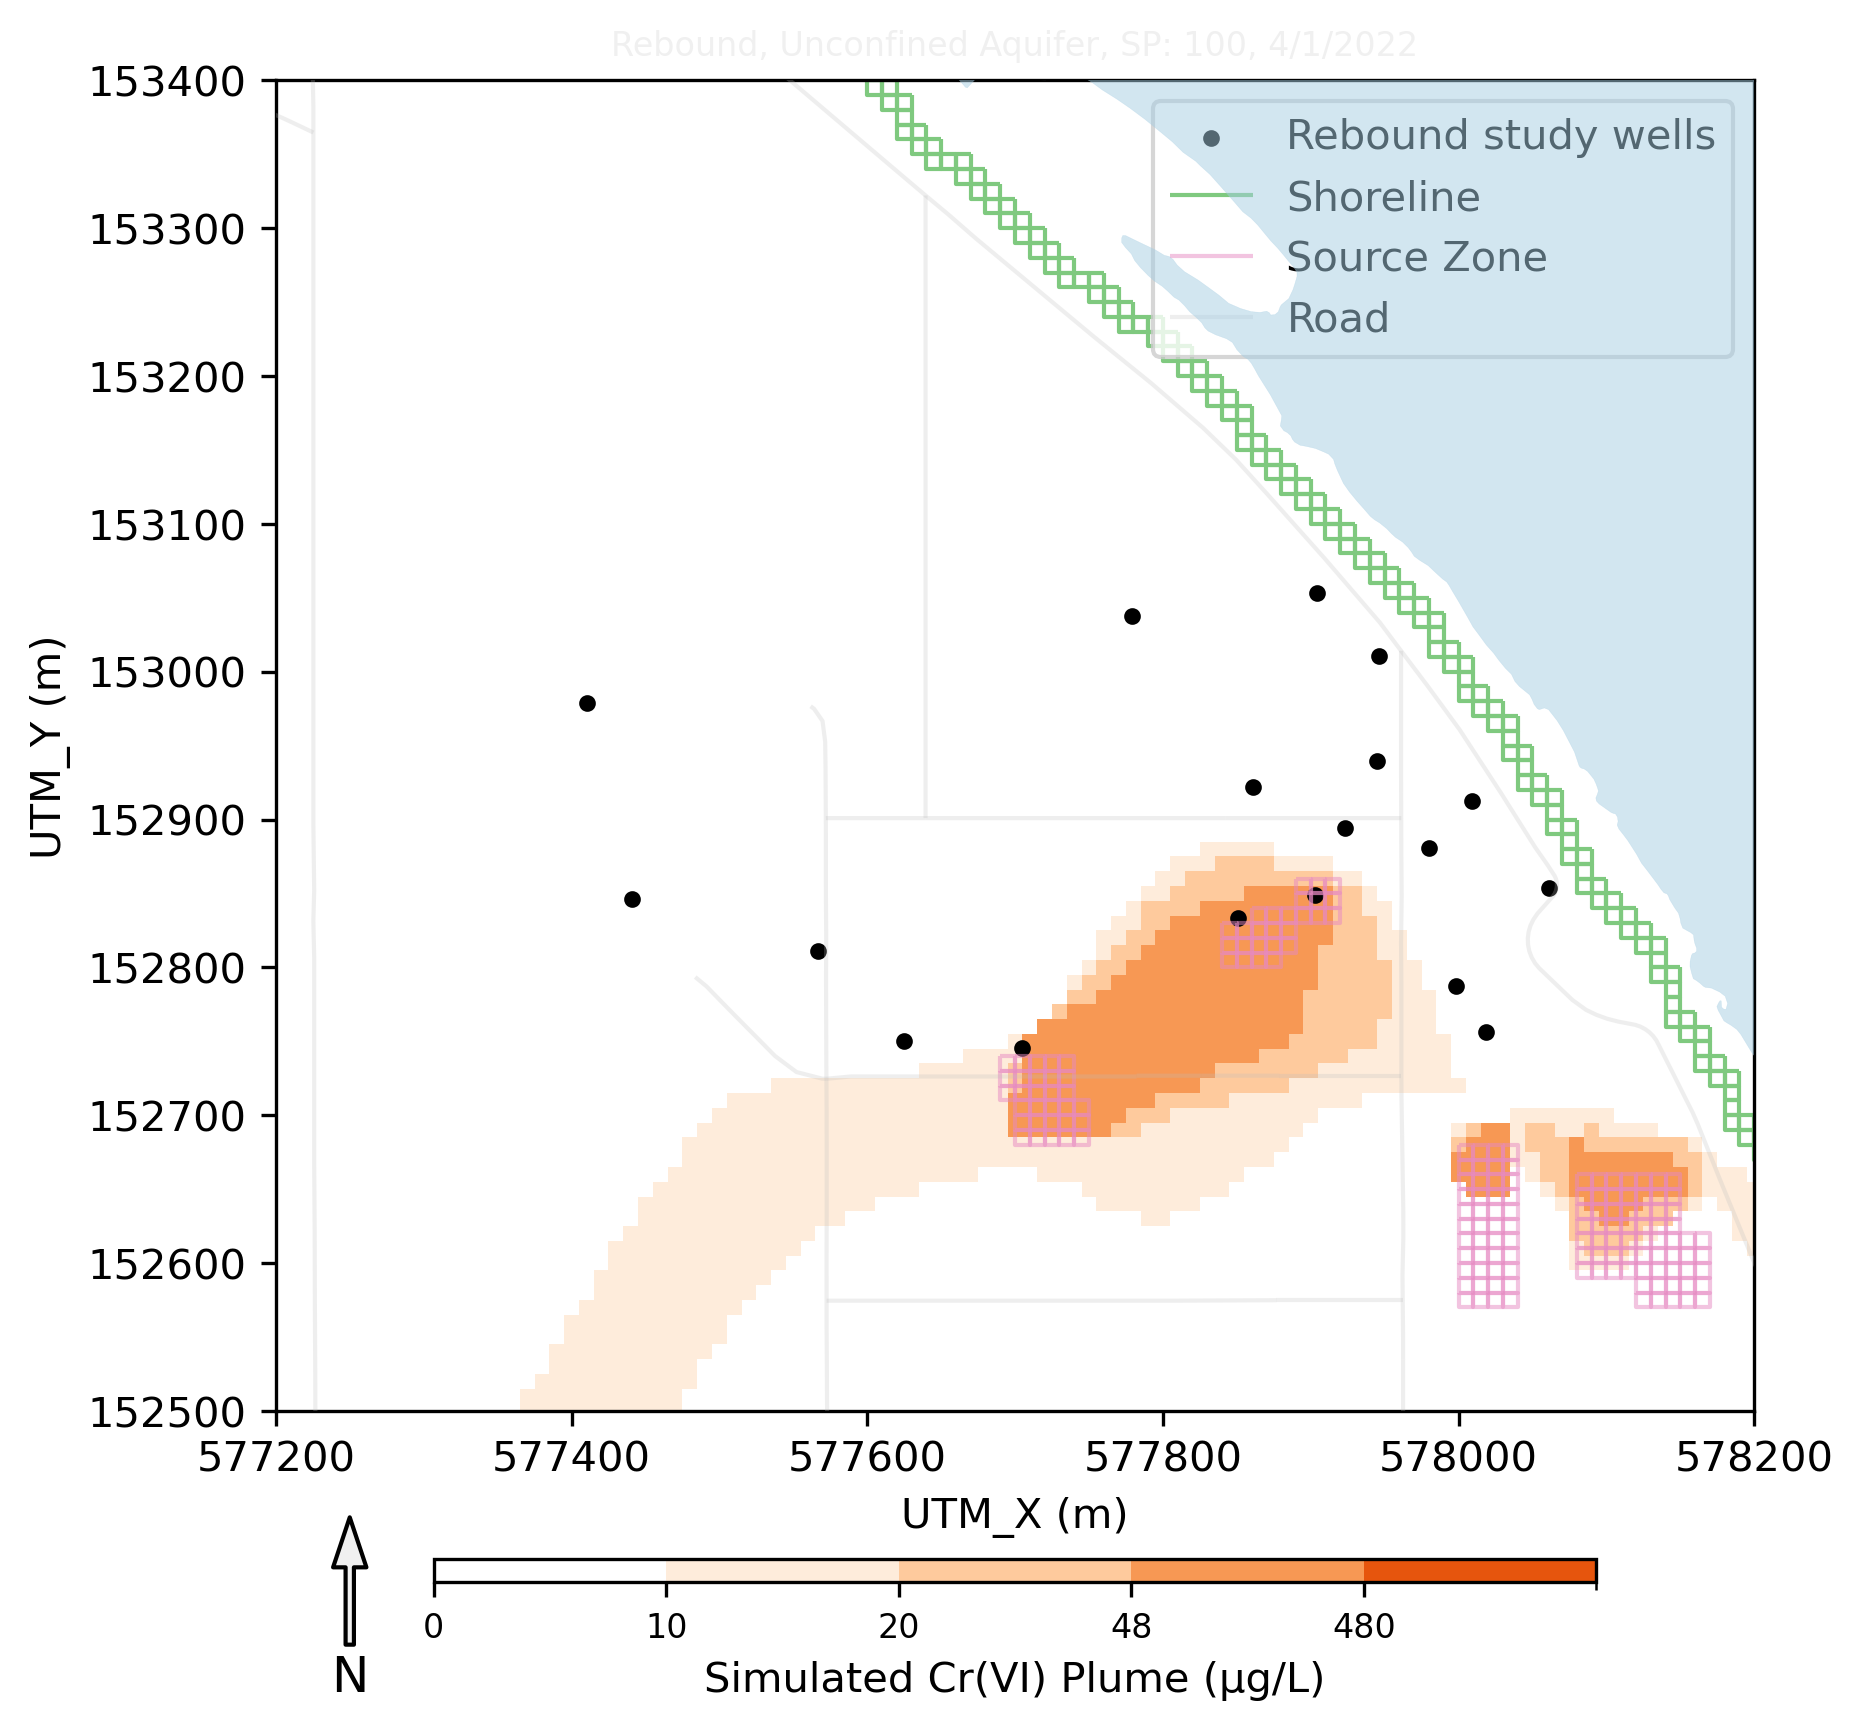 Rebound, Unconfined Aquifer, SP: 100, 4/1/2022
153400
153300
153200
153100
153000
152900
152800
152700
152600
152500
UTM_Y (m)
Rebound study wells
Shoreline
Source Zone
Road
577200 577400 577600 577800 578000 578200
UTM_X (m)
N
0 10 20 48 480
Simulated Cr(VI) Plume (µg/L)